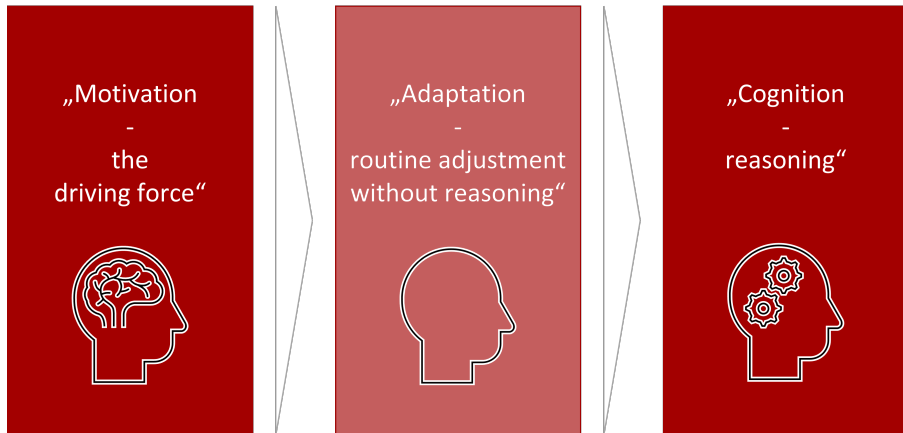 „Motivation
-
the
driving force“
„Adaptation
-
routine adjustment
without reasoning“
„Cognition
-
reasoning“